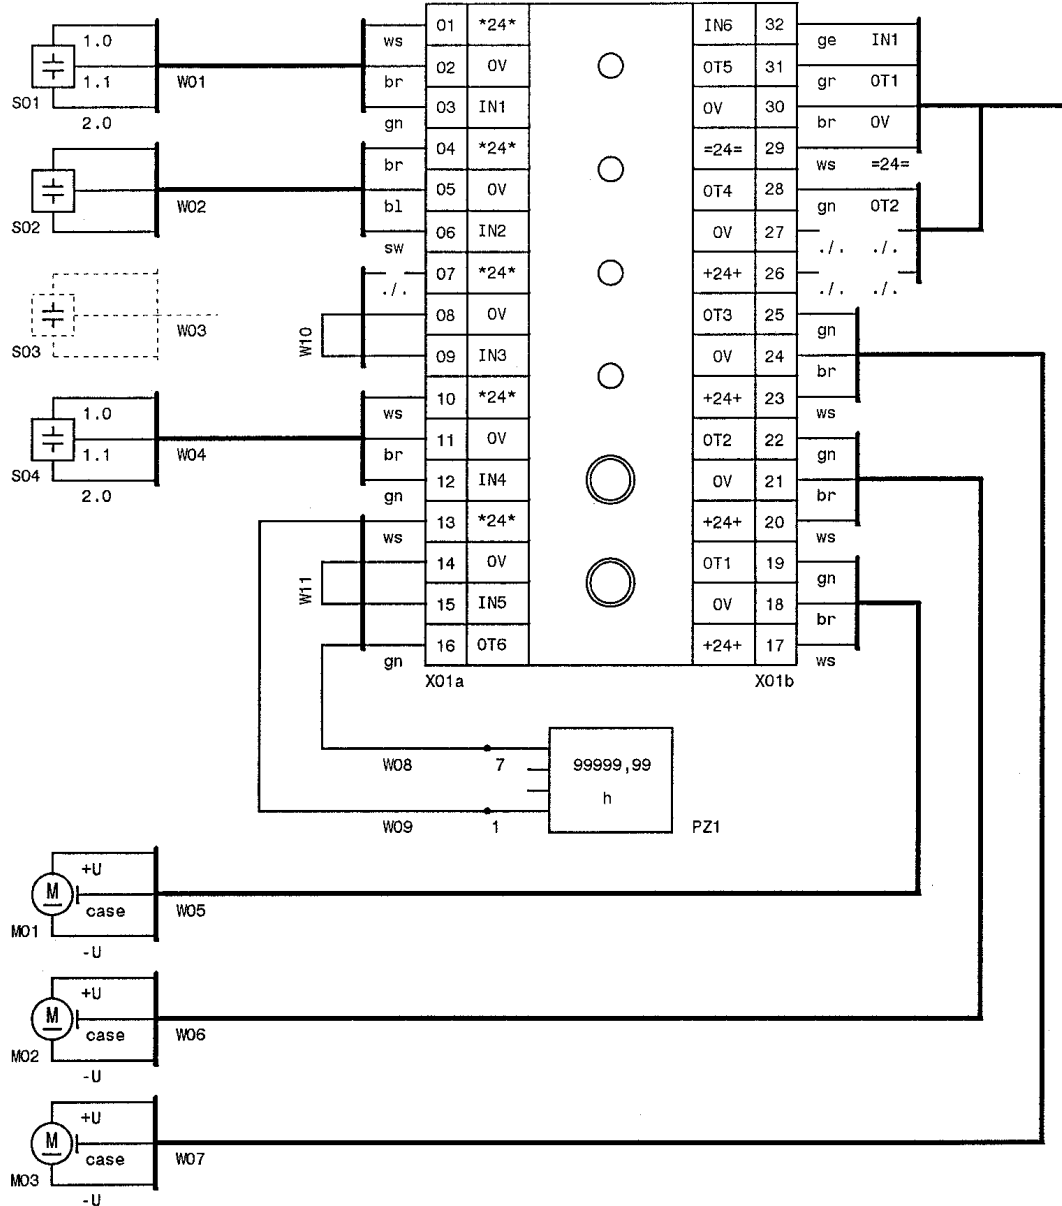 01 *24* IN6 32
1.0 ws ge IN1
02 0V OT5 31
1.1 W01 br gr OT1
S01 03 IN1 0V 30
2.0 gn br 0V
04 *24* =24= 29
br ws =24=
05 0V OT4 28
W02 bl gn OT2
S02 06 IN2 0V 27
sw ./. ./.
07 *24* +24+ 26
./. ./. ./.
08 0V OT3 25
W03 gn
S03 W10 09 IN3 0V 24
br
10 *24* +24+ 23
1.0 ws ws
11 0V OT2 22
1.1 W04 br gn
S04 12 IN4 0V 21
2.0 gn br
13 *24* +24+ 20
ws ws
14 0V OT1 19
W11 gn
15 IN5 0V 18
br
16 OT6 +24+ 17
gn ws
X01a X01b
W08 7 99999,99
h
W09 1 PZ1
+U
M case W05
M01
-U
+U
M case W06
M02
-U
+U
M case W07
M03
-U